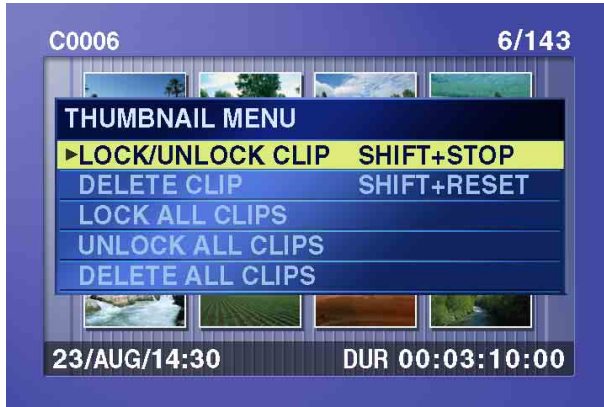 C0006 6/143
THUMBNAIL MENU
►LOCK/UNLOCK CLIP SHIFT+STOP
DELETE CLIP SHIFT+RESET
LOCK ALL CLIPS
UNLOCK ALL CLIPS
DELETE ALL CLIPS
23/AUG/14:30 DUR 00:03:10:00